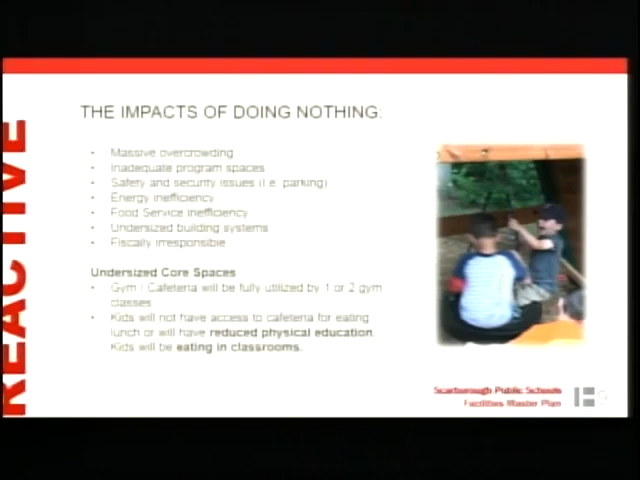 REACTIVE
THE IMPACTS OF DOING NOTHING:
• Massive overcrowding
• Inadequate program spaces
• Safety and security issues (i.e. parking)
• Energy inefficiency
• Food Service inefficiency
• Undersized building systems
• Fiscally irresponsible
Undersized Core Spaces
• Gym / Cafeteria will be fully utilized by 1 or 2 gym
classes
• Kids will not have access to cafeteria for eating
lunch or will have reduced physical education.
Kids will be eating in classrooms.
Scarborough Public Schools
Facilities Master Plan